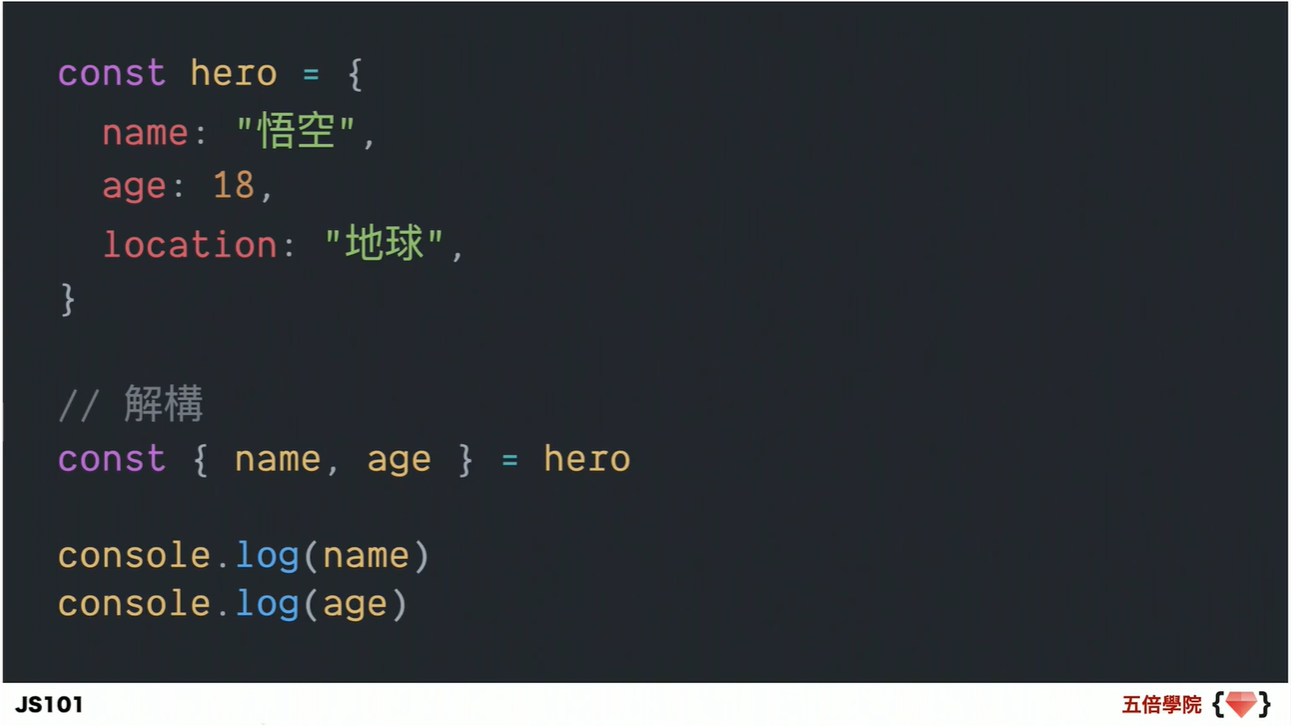 const hero = {
  name: "悟空",
  age: 18,
  location: "地球",
}
// 解構
const { name, age } = hero
console.log(name)
console.log(age)
JS101
五倍學院 { }